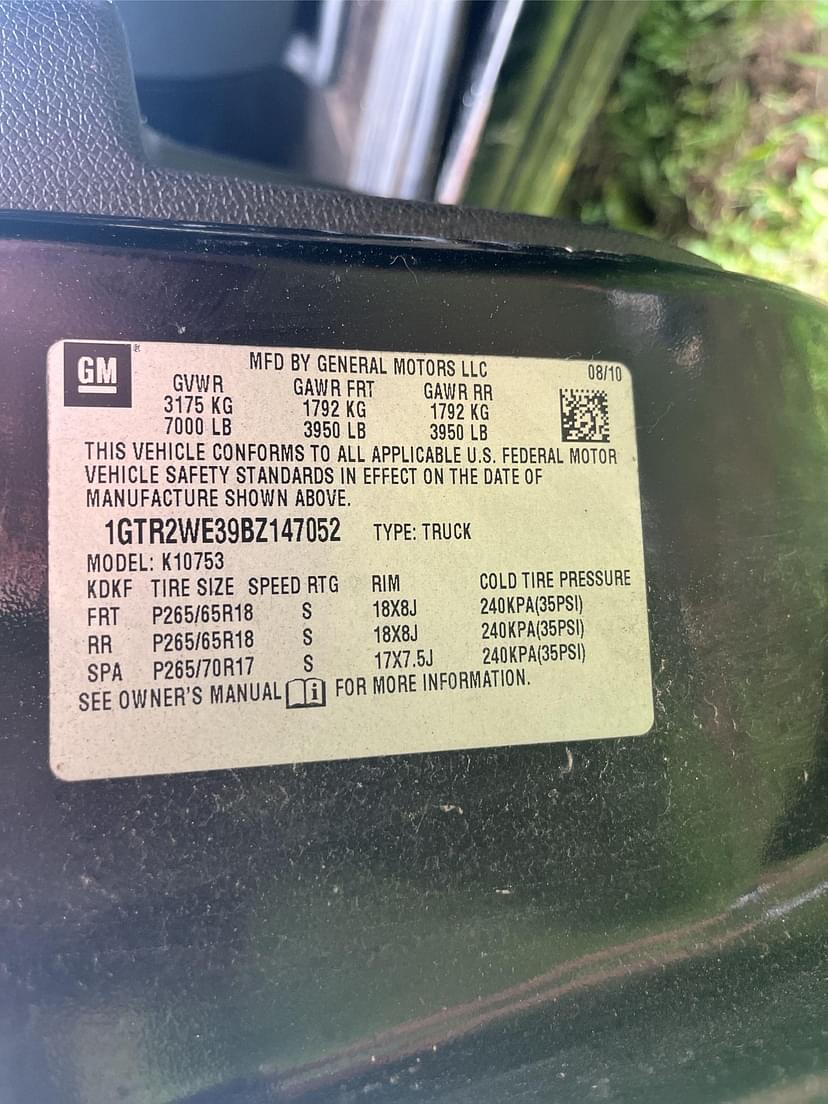 GM
MFD BY GENERAL MOTORS LLC 08/10
GVWR GAWR FRT GAWR RR
3175 KG 1792 KG 1792 KG
7000 LB 3950 LB 3950 LB
THIS VEHICLE CONFORMS TO ALL APPLICABLE U.S. FEDERAL MOTOR
VEHICLE SAFETY STANDARDS IN EFFECT ON THE DATE OF
MANUFACTURE SHOWN ABOVE.
1GTR2WE39BZ147052 TYPE: TRUCK
MODEL: K10753
KDKF TIRE SIZE SPEED RTG RIM COLD TIRE PRESSURE
FRT P265/65R18 S 18X8J 240KPA(35PSI)
RR P265/65R18 S 18X8J 240KPA(35PSI)
SPA P265/70R17 S 17X7.5J 240KPA(35PSI)
SEE OWNER'S MANUAL i FOR MORE INFORMATION.